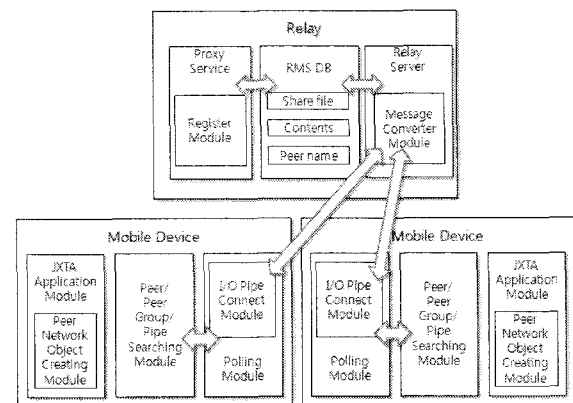 Relay
Proxy
Service
Register
Module
RMS DB
Share file
Contents
Peer name
Relay
Server
Message
Converter
Module
Mobile Device
JXTA
Application
Module
Peer
Network
Object
Creating
Module
Peer/
Peer
Group/
Pipe
Searching
Module
I/O Pipe
Connect
Module
Polling
Module
Mobile Device
I/O Pipe
Connect
Module
Polling
Module
Peer/
Peer
Group/
Pipe
Searching
Module
JXTA
Application
Module
Peer
Network
Object
Creating
Module